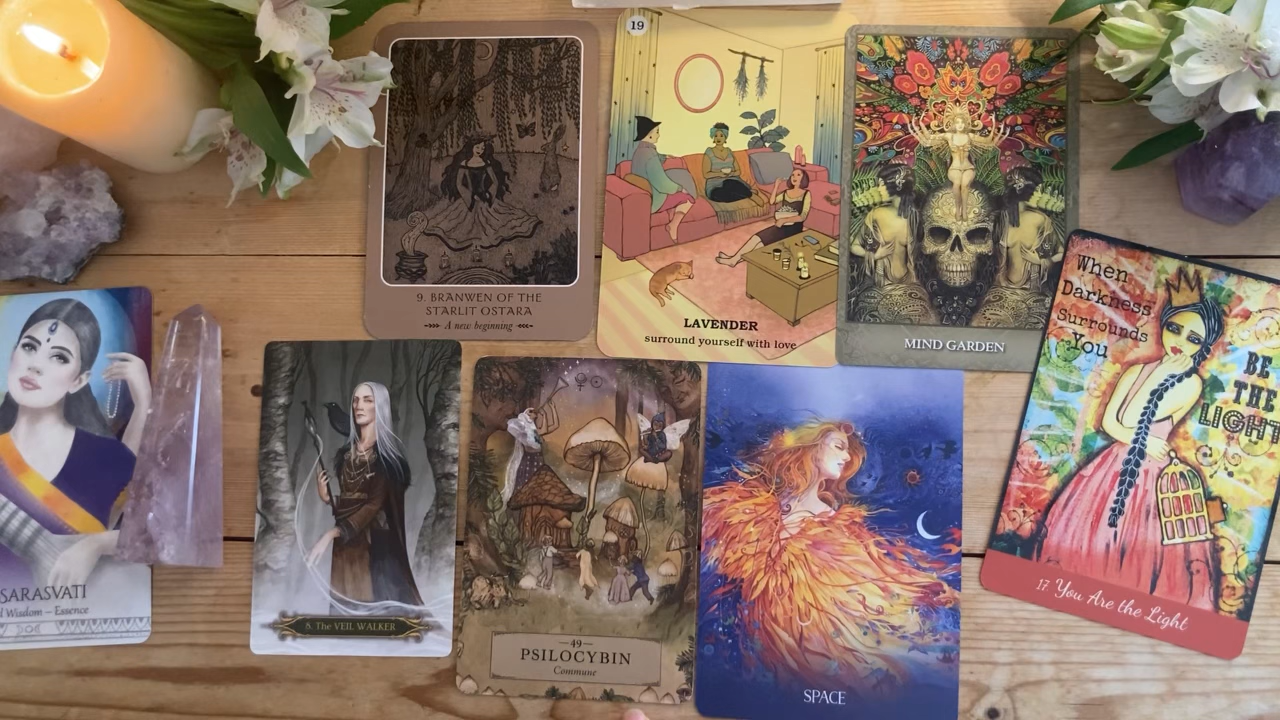 9. BRANWEN OF THE
STARLIT OSTARA
A new beginning
19
LAVENDER
surround yourself with love
MIND GARDEN
When
Darkness
Surrounds
You
BE
THE
LIGHT
17 You Are the Light
SARASVATI
Wisdom – Essence
8. The VEIL WALKER
49
PSILOCYBIN
Commune
SPACE